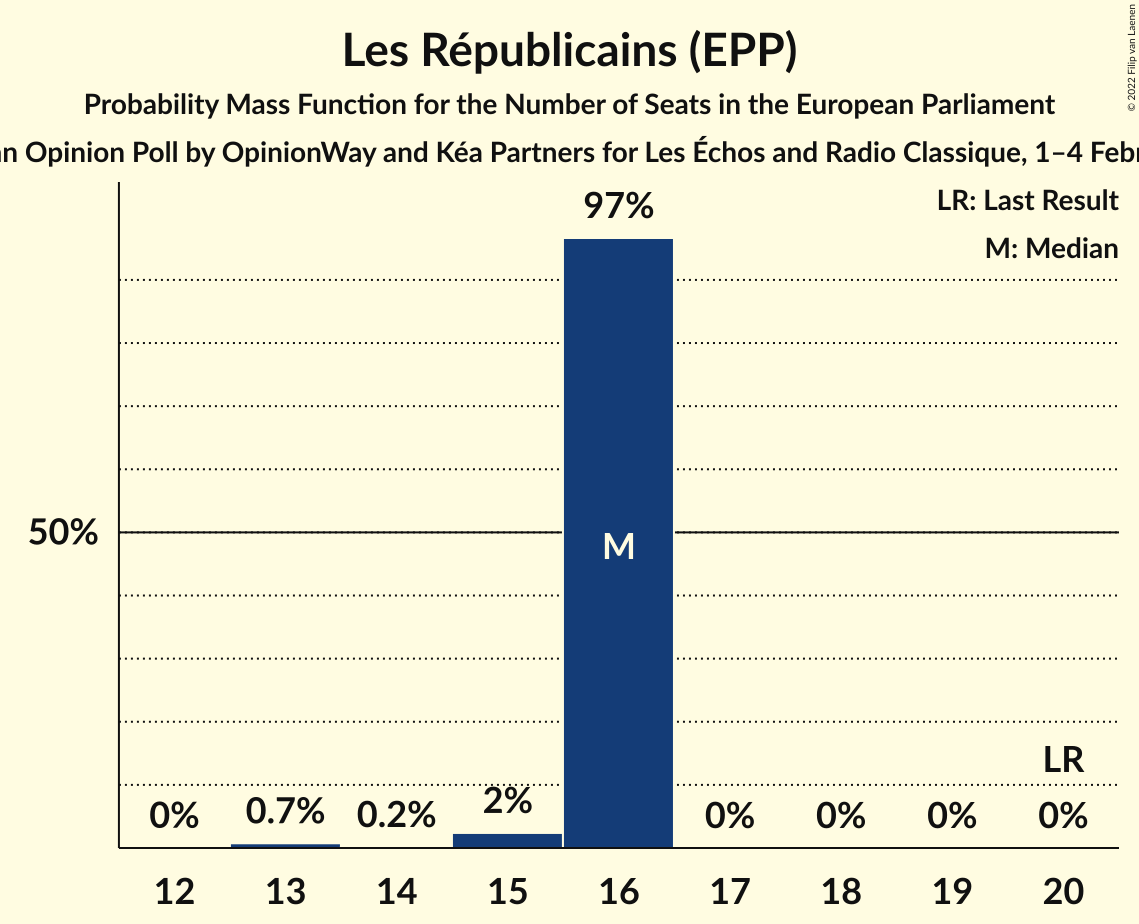 Les Républicains (EPP)
Probability Mass Function for the Number of Seats in the European Parliament
Opinion Poll by OpinionWay and Kéa Partners for Les Échos and Radio Classique, 1–4
© 2022 Filip van Laenen
LR: Last Result
M: Median
97%
50%
M
LR
0% 0.7% 0.2% 2% 0% 0% 0% 0%
12 13 14 15 16 17 18 19 20